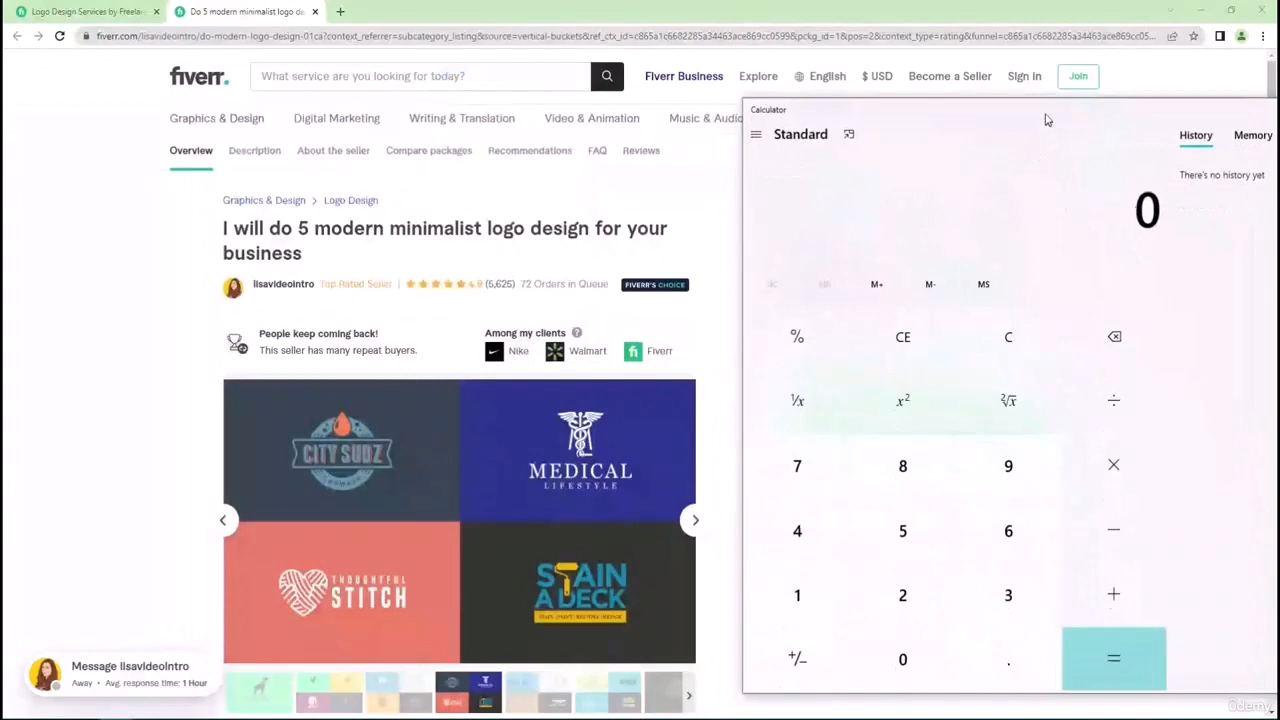 Logo Design Services by Freelan
Do 5 modern minimalist logo de
fiverr.com/lisavideointro/do-modern-logo-design-01ca?context_referrer=subcategory_listing&source=vertical-buckets&ref_ctx_id=c865a1c6682285a34463ace869cc0599&pckg_id=1&pos=2&context_type=rating&funnel=c865a1c6682285a34463ace869cc05...
fiverr.
What service are you looking for today?
Fiverr Business
Explore
English
$ USD
Become a Seller
Sign in
Join
Graphics & Design
Digital Marketing
Writing & Translation
Video & Animation
Music & Audio
Overview
Description
About the seller
Compare packages
Recommendations
FAQ
Reviews
Graphics & Design > Logo Design
I will do 5 modern minimalist logo design for your
business
lisavideointro Top Rated Seller | 4.9 (5,625) 72 Orders in Queue FIVERR'S CHOICE
People keep coming back!
This seller has many repeat buyers.
Among my clients
Nike Walmart Fiverr
CITY SUDZ
MEDICAL
LIFESTYLE
THOUGHTFUL
STITCH
STAIN
A DECK
Message lisavideointro
Away • Avg. response time: 1 Hour
Calculator
Standard
History
Memory
There's no history yet
0
M+ M- MS
% CE C
1/x x² ²√x ÷
7 8 9 ×
4 5 6 −
1 2 3 +
+/− 0 . =
Udemy